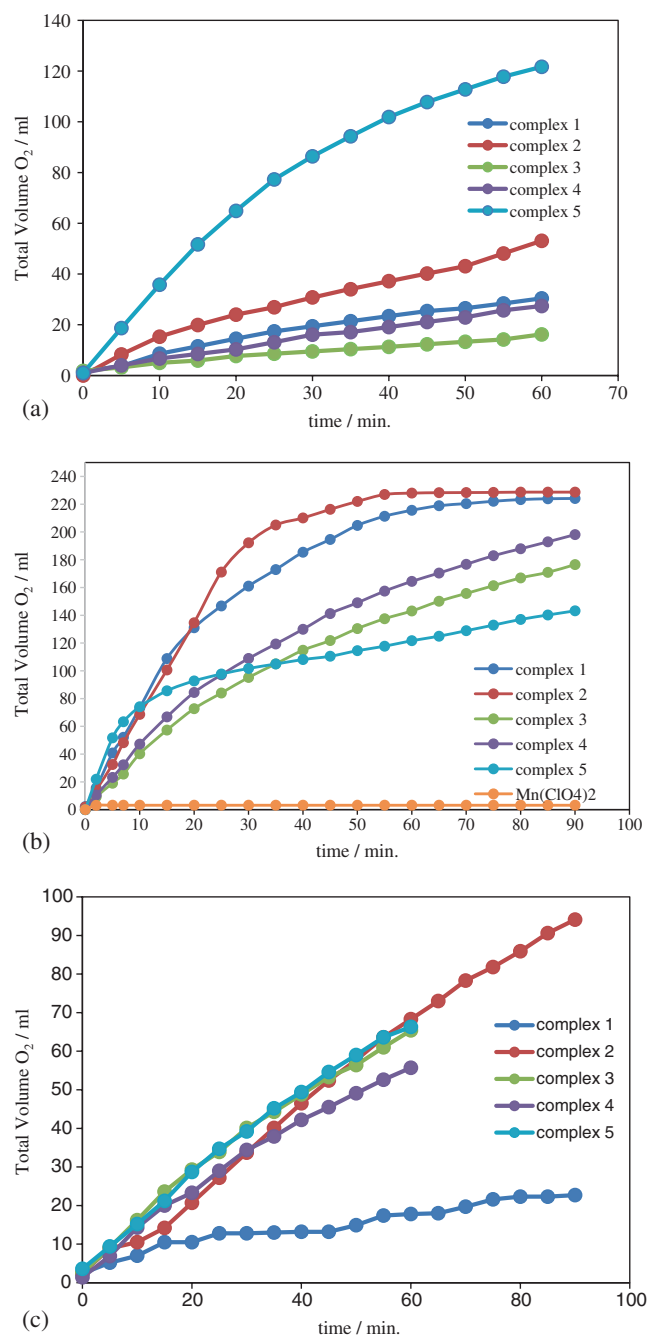 140
120
100
80
60
40
20
0
Total Volume O₂ / ml
complex 1
complex 2
complex 3
complex 4
complex 5
0 10 20 30 40 50 60 70
time / min.
(a)
240
220
200
180
160
140
120
100
80
60
40
20
0
Total Volume O₂ / ml
complex 1
complex 2
complex 3
complex 4
complex 5
Mn(ClO4)2
0 10 20 30 40 50 60 70 80 90 100
time / min.
(b)
100
90
80
70
60
50
40
30
20
10
0
Total Volume O₂ / ml
complex 1
complex 2
complex 3
complex 4
complex 5
0 20 40 60 80 100
time / min.
(c)